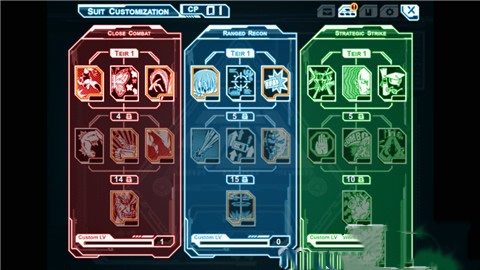 SUIT CUSTOMIZATION CP 01
CLOSE COMBAT
TEIR 1
4
14
CUSTOM LV 1
RANGED RECON
TEIR 1
5
15
CUSTOM LV 0
STRATEGIC STRIKE
TEIR 1
5
10
CUSTOM LV